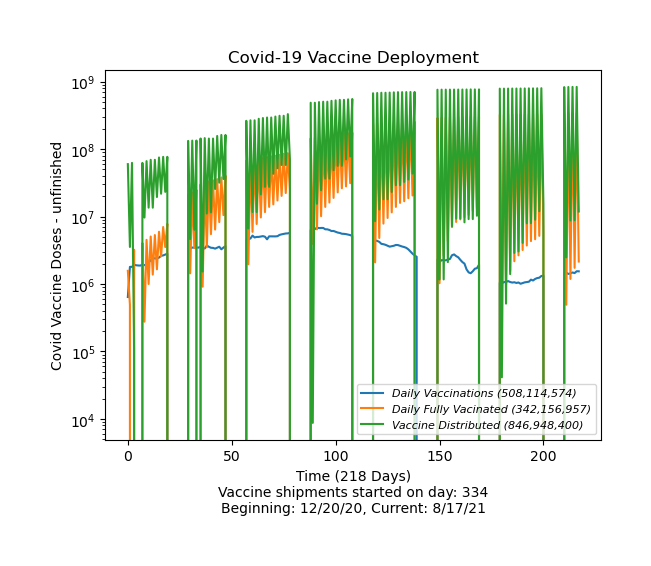 Covid-19 Vaccine Deployment
Covid Vaccine Doses - unfinished
10⁹
10⁸
10⁷
10⁶
10⁵
10⁴
0 50 100 150 200
Daily Vaccinations (508,114,574)
Daily Fully Vacinated (342,156,957)
Vaccine Distributed (846,948,400)
Time (218 Days)
Vaccine shipments started on day: 334
Beginning: 12/20/20, Current: 8/17/21